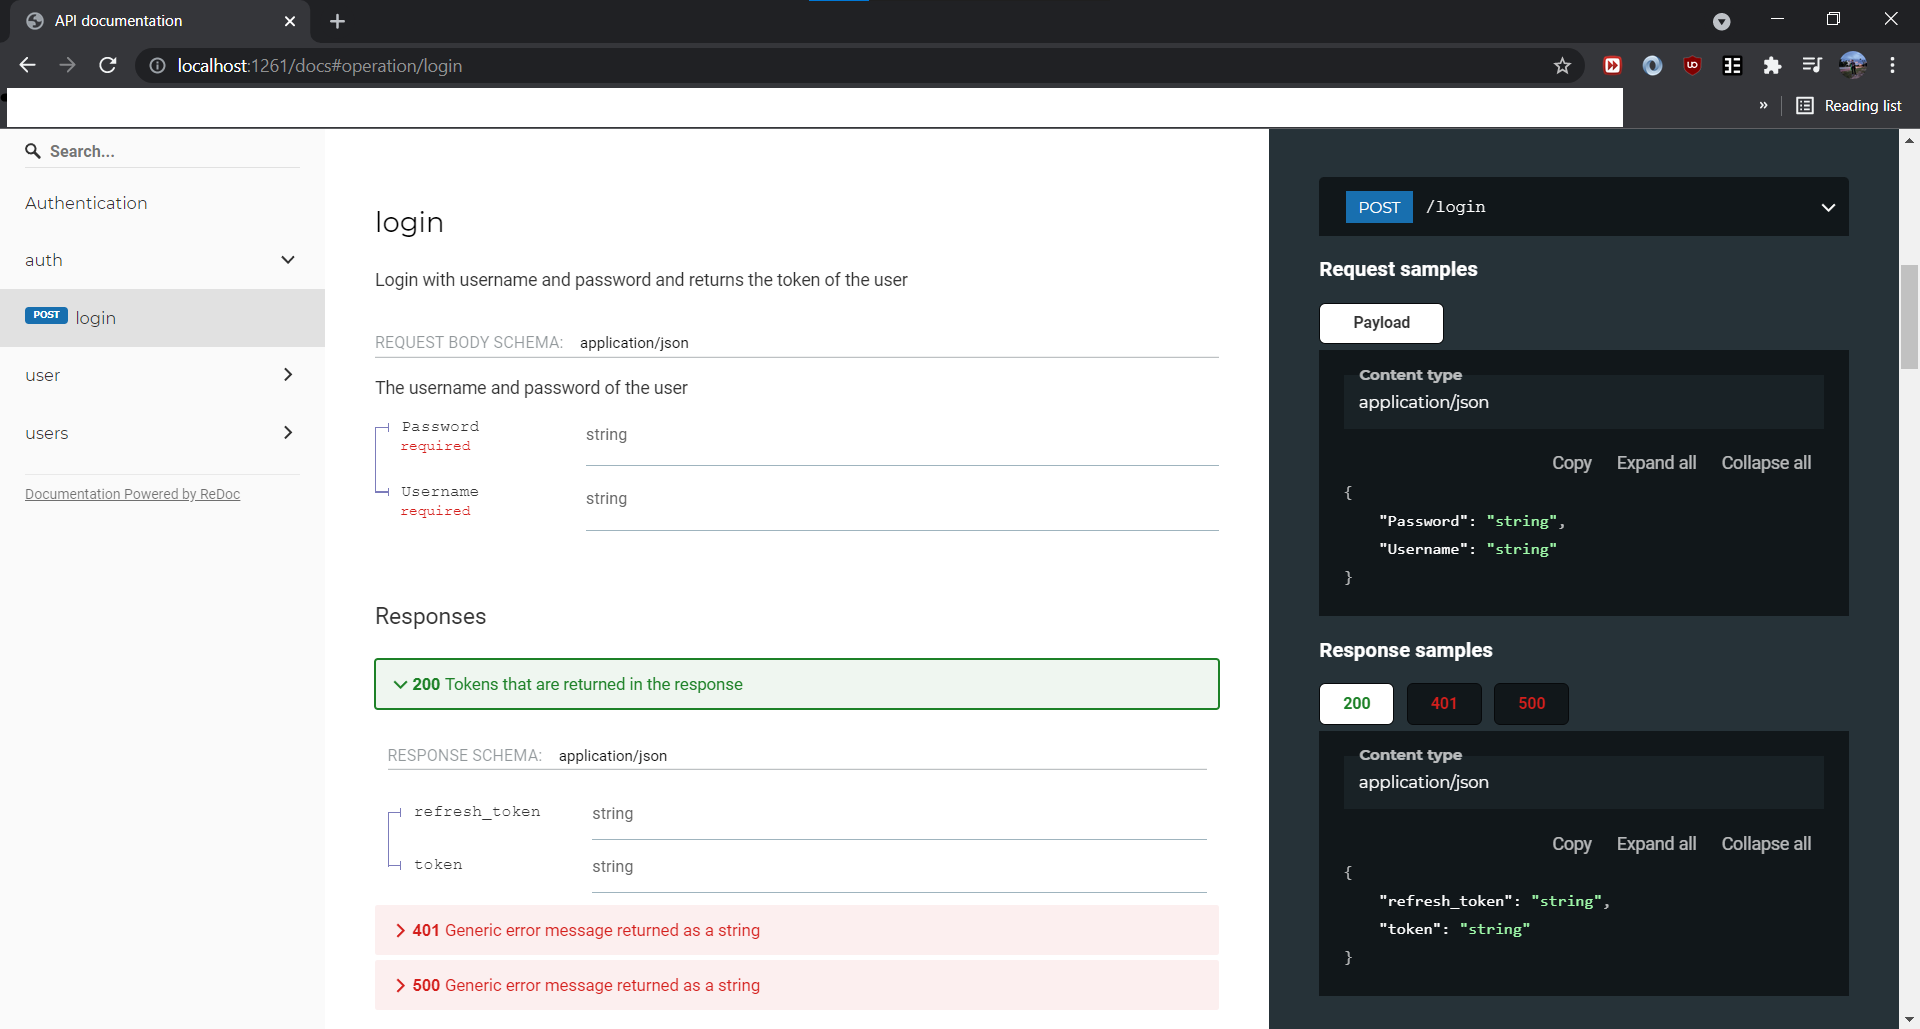 API documentation
localhost:1261/docs#operation/login
» Reading list
Search...
Authentication
auth
POST login
user
users
Documentation Powered by ReDoc
login
Login with username and password and returns the token of the user
REQUEST BODY SCHEMA: application/json
The username and password of the user
Password
required
string
Username
required
string
Responses
200 Tokens that are returned in the response
RESPONSE SCHEMA: application/json
refresh_token string
token string
401 Generic error message returned as a string
500 Generic error message returned as a string
POST /login
Request samples
Payload
Content type
application/json
Copy Expand all Collapse all
{
"Password": "string",
"Username": "string"
}
Response samples
200 401 500
Content type
application/json
Copy Expand all Collapse all
{
"refresh_token": "string",
"token": "string"
}